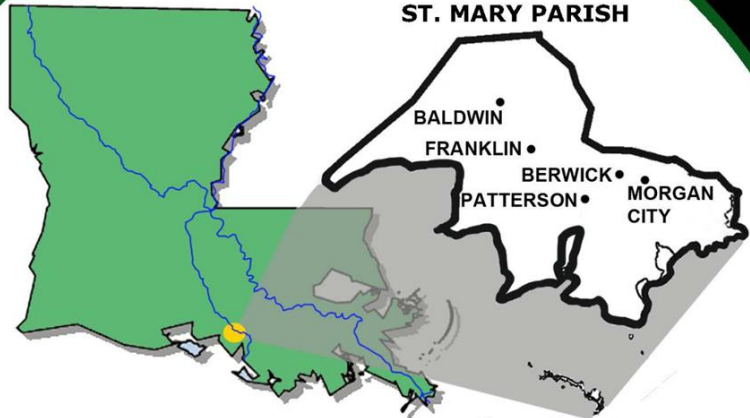 ST. MARY PARISH
BALDWIN
FRANKLIN
BERWICK
PATTERSON
MORGAN
CITY